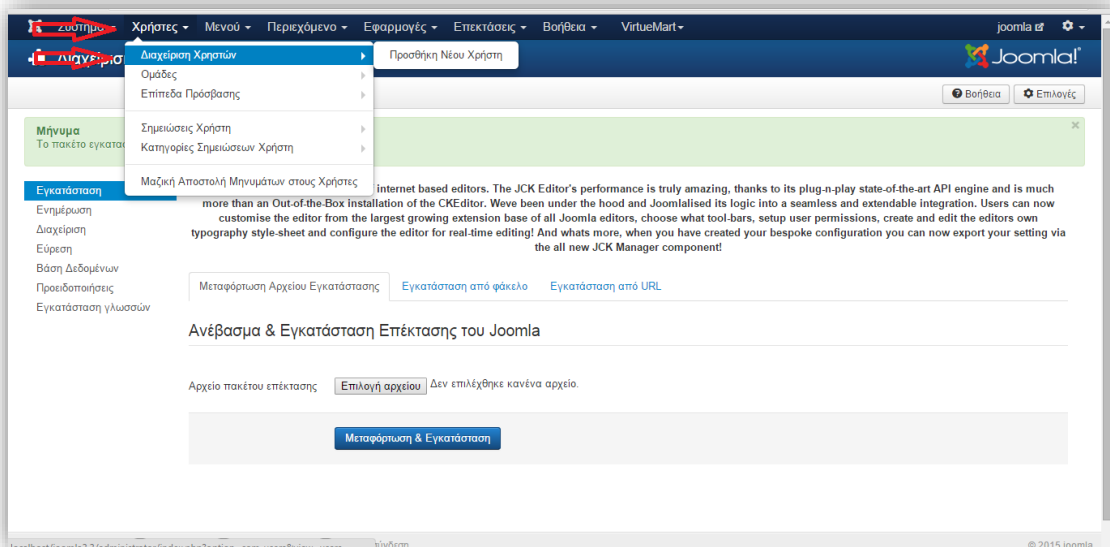 Σύστημα Χρήστες Μενού Περιεχόμενο Εφαρμογές Επεκτάσεις Βοήθεια VirtueMart joomla
Διαχείριση Χρηστών Προσθήκη Νέου Χρήστη Joomla!
Ομάδες
Επίπεδα Πρόσβασης
Βοήθεια Επιλογές
Σημειώσεις Χρήστη
Κατηγορίες Σημειώσεων Χρήστη
Μαζική Αποστολή Μηνυμάτων στους Χρήστες
Μήνυμα
Το πακέτο
Εγκατάσταση
Ενημέρωση
Διαχείριση
Εύρεση
Βάση Δεδομένων
Προειδοποιήσεις
Εγκατάσταση γλωσσών
internet based editors. The JCK Editor's performance is truly amazing, thanks to its plug-n-play state-of-the-art API engine and is much
more than an Out-of-the-Box installation of the CKEditor. Weve been under the hood and Joomlalised its logic into a seamless and extendable integration. Users can now
customise the editor from the largest growing extension base of all Joomla editors, choose what tool-bars, setup user permissions, create and edit the editors own
typography style-sheet and configure the editor for real-time editing! And whats more, when you have created your bespoke configuration you can now export your setting via
the all new JCK Manager component!
Μεταφόρτωση Αρχείου Εγκατάστασης Εγκατάσταση από φάκελο Εγκατάσταση από URL
Ανέβασμα & Εγκατάσταση Επέκτασης του Joomla
Αρχείο πακέτου επέκτασης Επιλογή αρχείου Δεν επιλέχθηκε κανένα αρχείο.
Μεταφόρτωση & Εγκατάσταση
© 2015 joomla